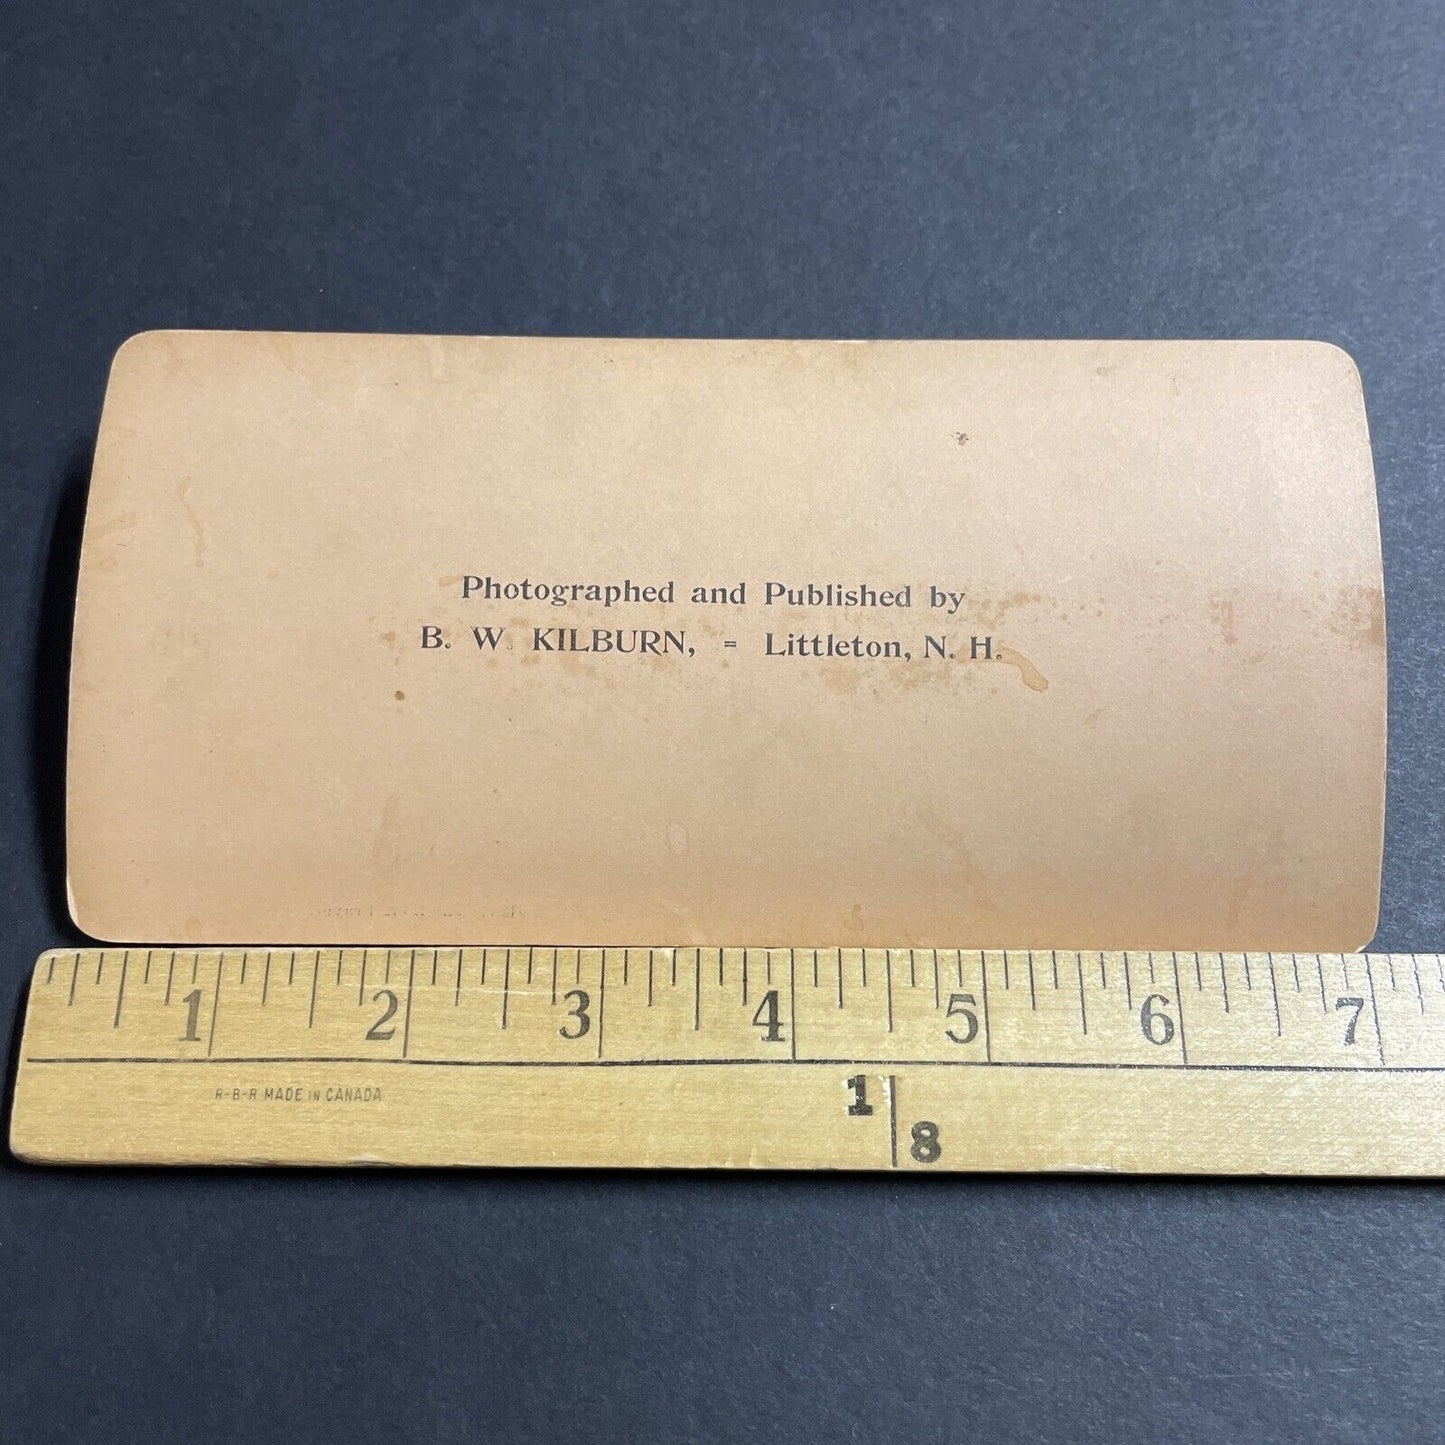 Photographed and Published by
B. W. KILBURN, = Littleton, N. H.
1 2 3 4 5 6 7
R-B-R MADE IN CANADA
1
8